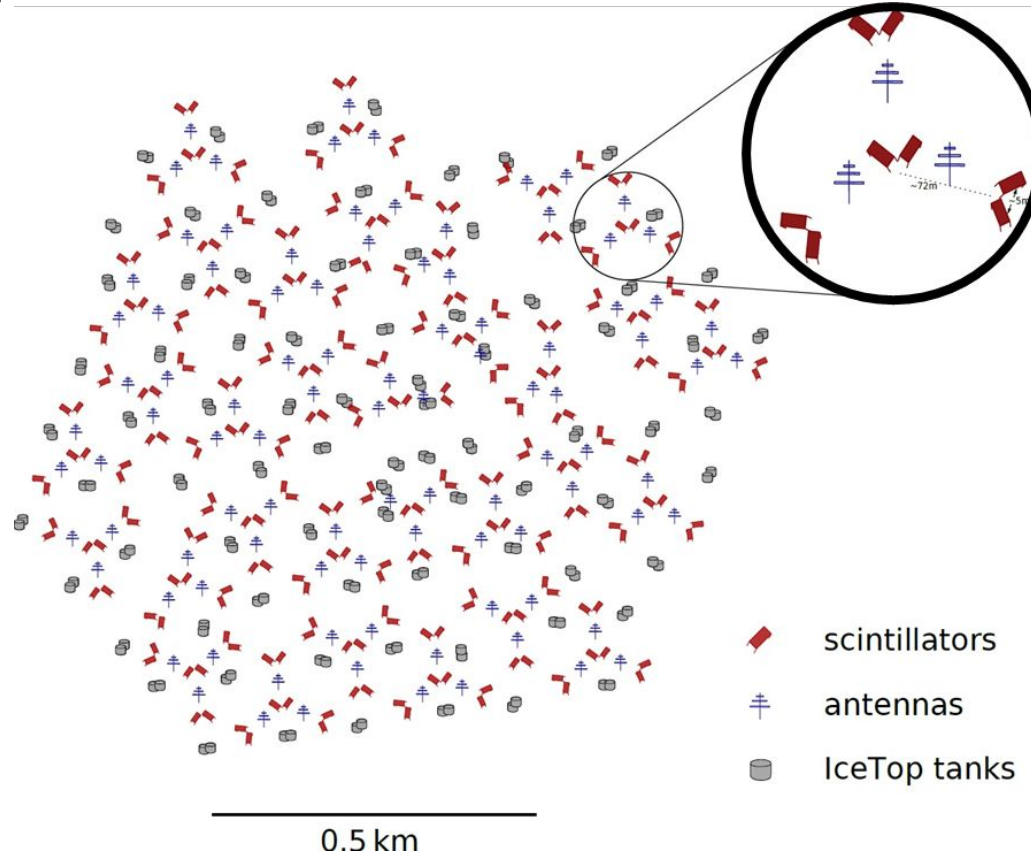 ~72m
~5m
scintillators
antennas
IceTop tanks
0.5 km